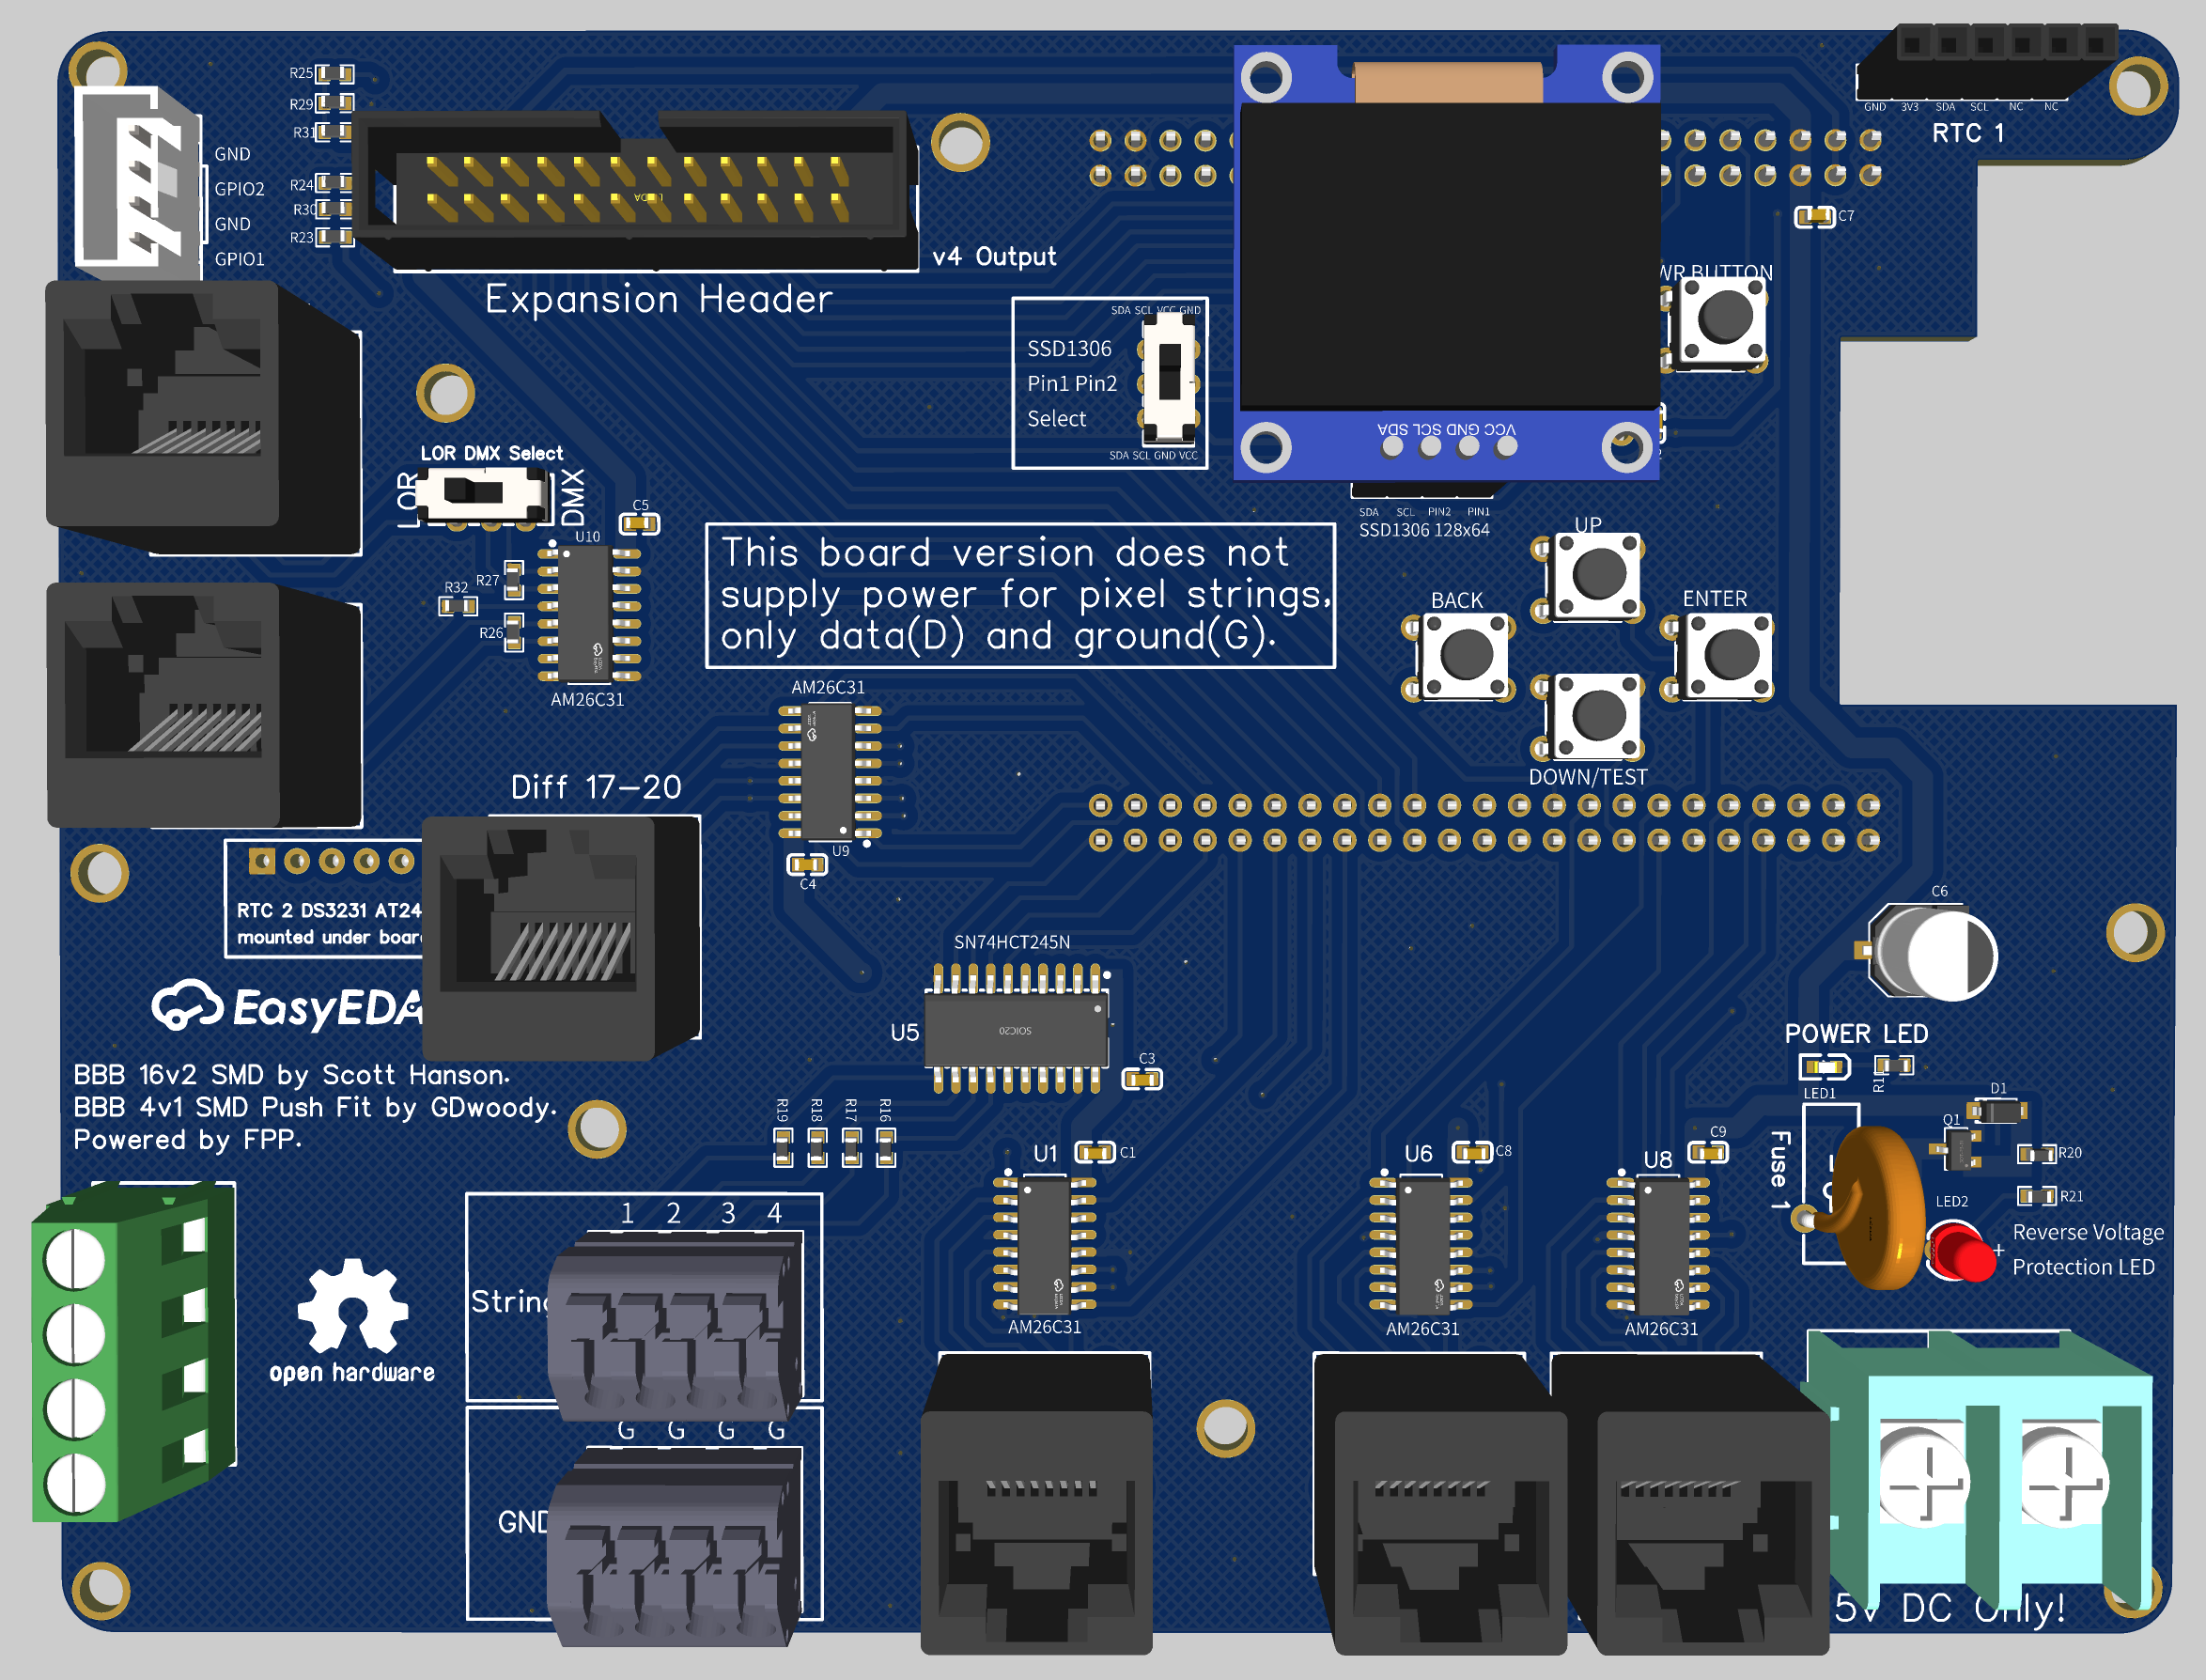 R25
R29
R31
R24
R30
R23
GND
GPIO2
GND
GPIO1
Expansion Header
v4 Output
GND 3V3 SDA SCL NC NC
RTC 1
C7
WR BUTTON
SDA SCL VCC GND
SSD1306
Pin1 Pin2
Select
SDA SCL GND VCC
VCC GND SCL SDA
SDA SCL PIN2 PIN1
SSD1306 128x64
LOR DMX Select
LOR
DMX
C5
U10
R27
R32
R26
AM26C31
This board version does not
supply power for pixel strings,
only data(D) and ground(G).
UP
BACK
ENTER
DOWN/TEST
AM26C31
U9
C4
Diff 17-20
RTC 2 DS3231 AT24
mounted under boar
EasyEDA
BBB 16v2 SMD by Scott Hanson.
BBB 4v1 SMD Push Fit by GDwoody.
Powered by FPP.
SN74HCT245N
U5
SOIC20
C3
C6
POWER LED
LED1
R1
D1
Q1
R20
R21
LED2
Fuse 1
Reverse Voltage
+
Protection LED
R19
R18
R17
R16
U1
C1
U6
C8
U8
C9
AM26C31
AM26C31
AM26C31
1 2 3 4
String
G G G G
GND
open hardware
5v DC Only!